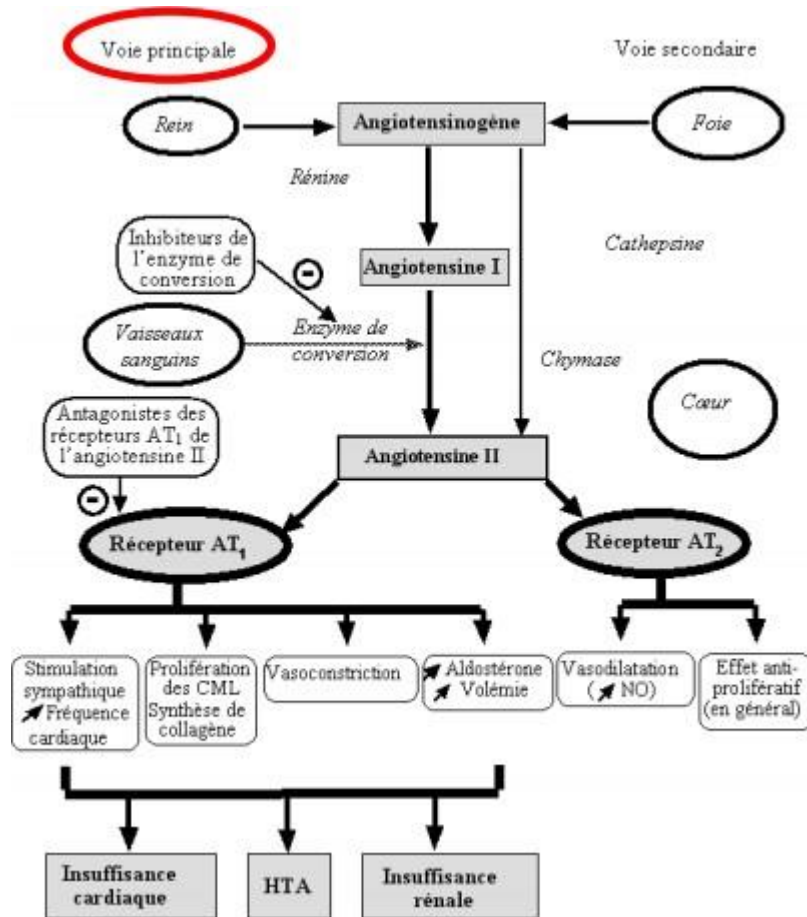 Voie principale
Voie secondaire
Rein
Angiotensinogène
Foie
Rénine
Inhibiteurs de
l'enzyme de
conversion
-
Angiotensine I
Cathepsine
Vaisseaux
sanguins
Enzyme de
conversion
Chymase
Cœur
Antagonistes des
récepteurs AT1 de
l'angiotensine II
-
Angiotensine II
Récepteur AT1
Récepteur AT2
Stimulation
sympathique
↗ Fréquence
cardiaque
Prolifération
des CML
Synthèse de
collagène
Vasoconstriction
↗ Aldostérone
↗ Volémie
Vasodilatation
(↗ NO)
Effet anti-
prolifératif
(en général)
Insuffisance
cardiaque
HTA
Insuffisance
rénale